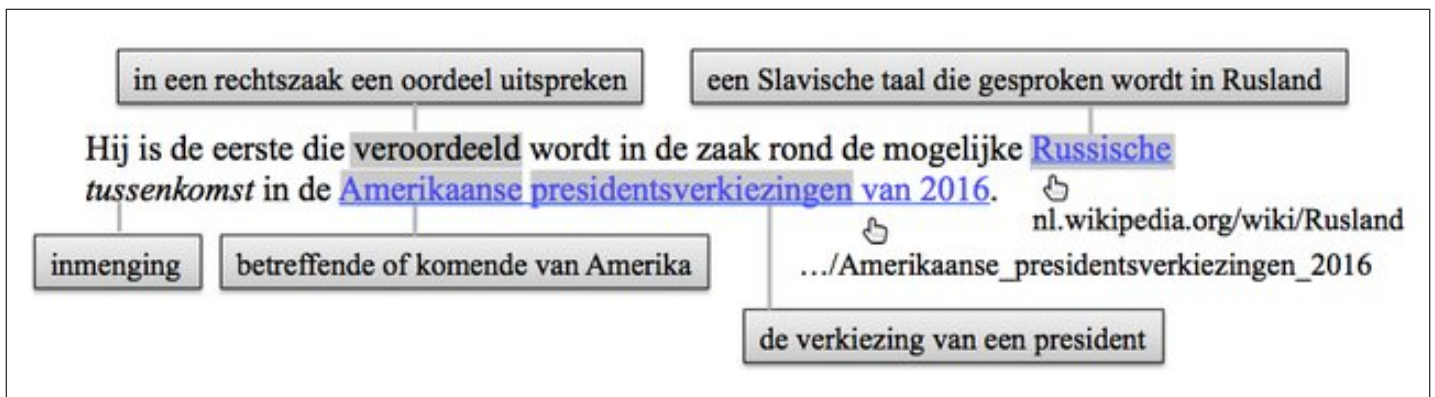 in een rechtszaak een oordeel uitspreken
een Slavische taal die gesproken wordt in Rusland
Hij is de eerste die veroordeeld wordt in de zaak rond de mogelijke Russische
tussenkomst in de Amerikaanse presidentsverkiezingen van 2016.
nl.wikipedia.org/wiki/Rusland
inmenging
betreffende of komende van Amerika
…/Amerikaanse_presidentsverkiezingen_2016
de verkiezing van een president